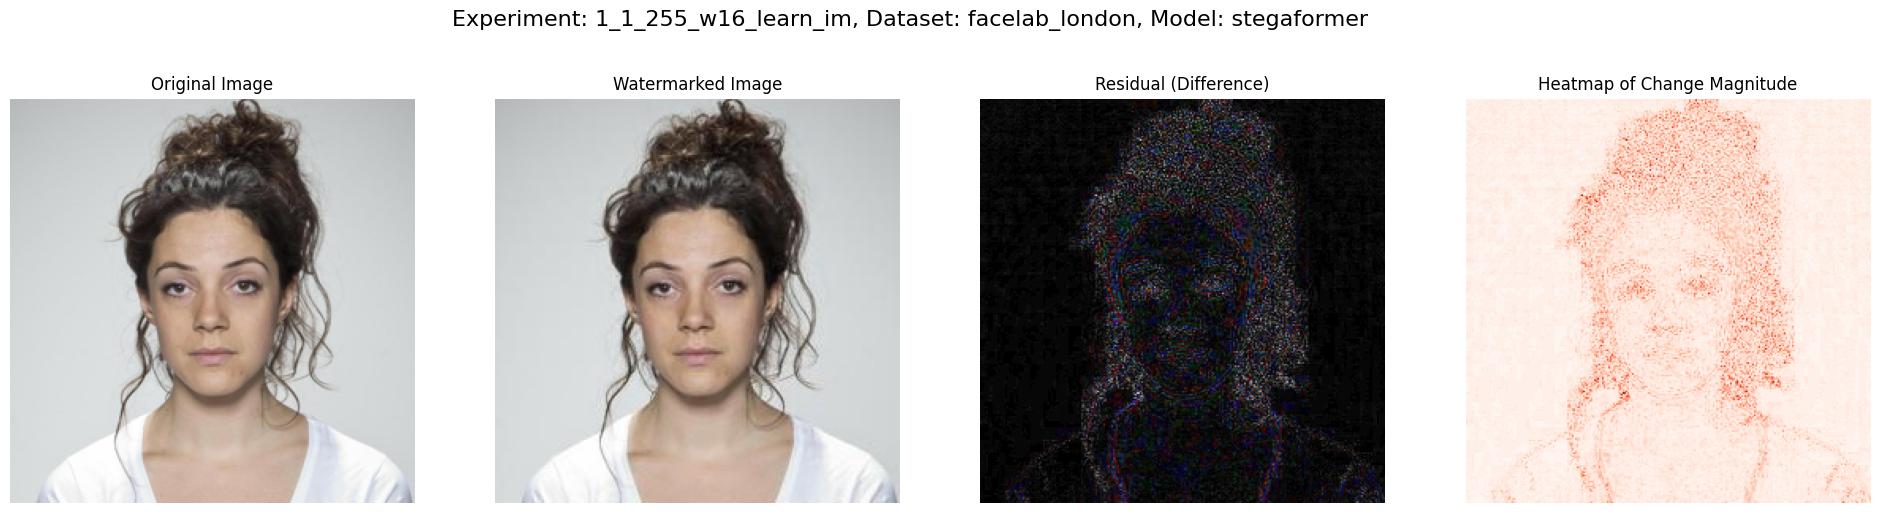 Experiment: 1_1_255_w16_learn_im, Dataset: facelab_london, Model: stegaformer
Original Image
Watermarked Image
Residual (Difference)
Heatmap of Change Magnitude